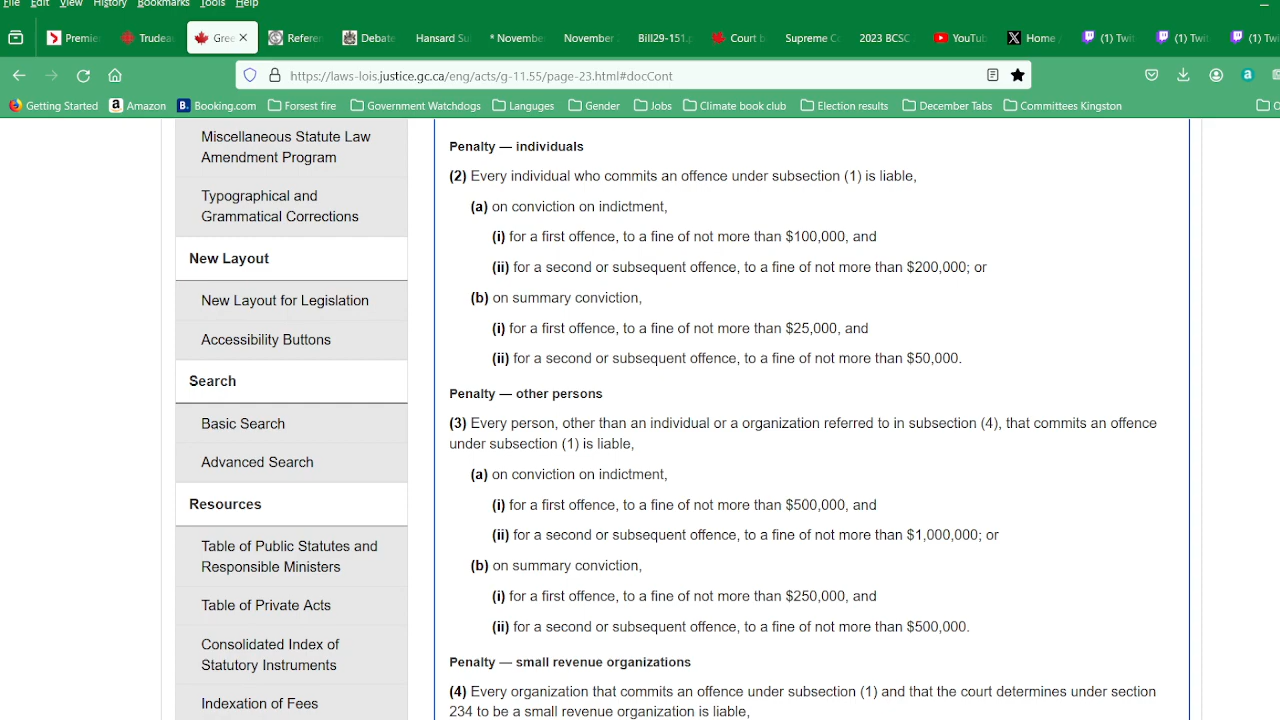 File Edit View History Bookmarks Tools Help
Premie Trudea Gree Refere Debate Hansard Su * Novembe November Bill29-151.p Court b Supreme Co 2023 BCSC YouTub Home / (1) Twit (1) Twit (1) Twi
https://laws-lois.justice.gc.ca/eng/acts/g-11.55/page-23.html#docCont
Getting Started Amazon Booking.com Forsest fire Government Watchdogs Languges Gender Jobs Climate book club Election results December Tabs Committees Kingston
Miscellaneous Statute Law
Amendment Program
Typographical and
Grammatical Corrections
New Layout
New Layout for Legislation
Accessibility Buttons
Search
Basic Search
Advanced Search
Resources
Table of Public Statutes and
Responsible Ministers
Table of Private Acts
Consolidated Index of
Statutory Instruments
Indexation of Fees
Penalty — individuals
(2) Every individual who commits an offence under subsection (1) is liable,
(a) on conviction on indictment,
(i) for a first offence, to a fine of not more than $100,000, and
(ii) for a second or subsequent offence, to a fine of not more than $200,000; or
(b) on summary conviction,
(i) for a first offence, to a fine of not more than $25,000, and
(ii) for a second or subsequent offence, to a fine of not more than $50,000.
Penalty — other persons
(3) Every person, other than an individual or a organization referred to in subsection (4), that commits an offence
under subsection (1) is liable,
(a) on conviction on indictment,
(i) for a first offence, to a fine of not more than $500,000, and
(ii) for a second or subsequent offence, to a fine of not more than $1,000,000; or
(b) on summary conviction,
(i) for a first offence, to a fine of not more than $250,000, and
(ii) for a second or subsequent offence, to a fine of not more than $500,000.
Penalty — small revenue organizations
(4) Every organization that commits an offence under subsection (1) and that the court determines under section
234 to be a small revenue organization is liable,